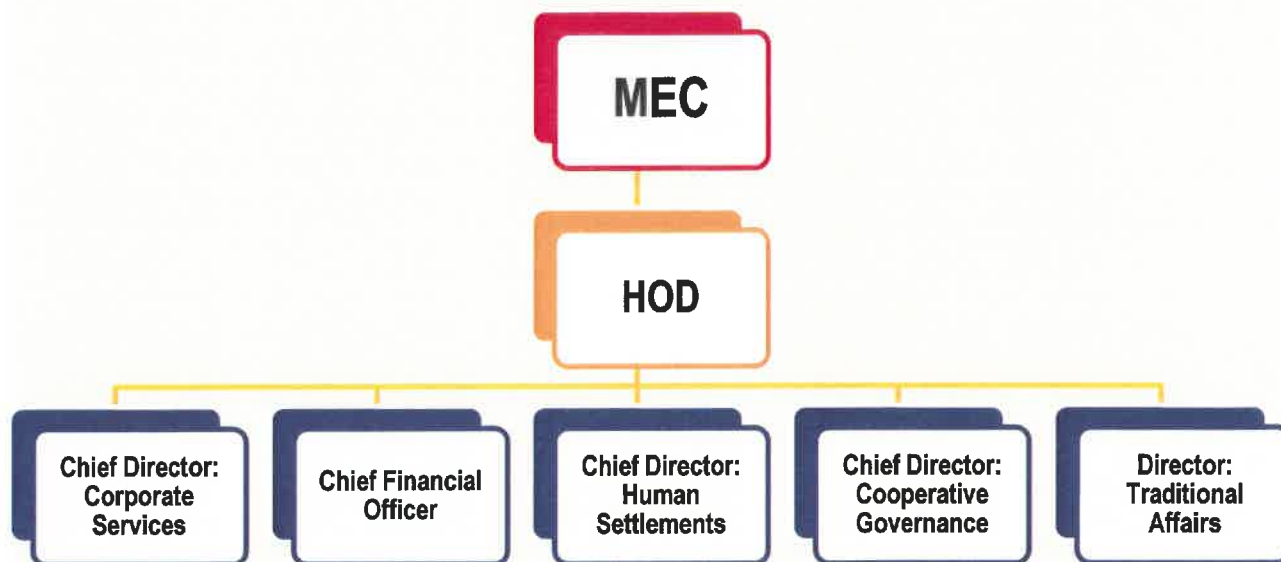 MEC
HOD
Chief Director:
Corporate
Services
Chief Financial
Officer
Chief Director:
Human
Settlements
Chief Director:
Cooperative
Governance
Director:
Traditional
Affairs